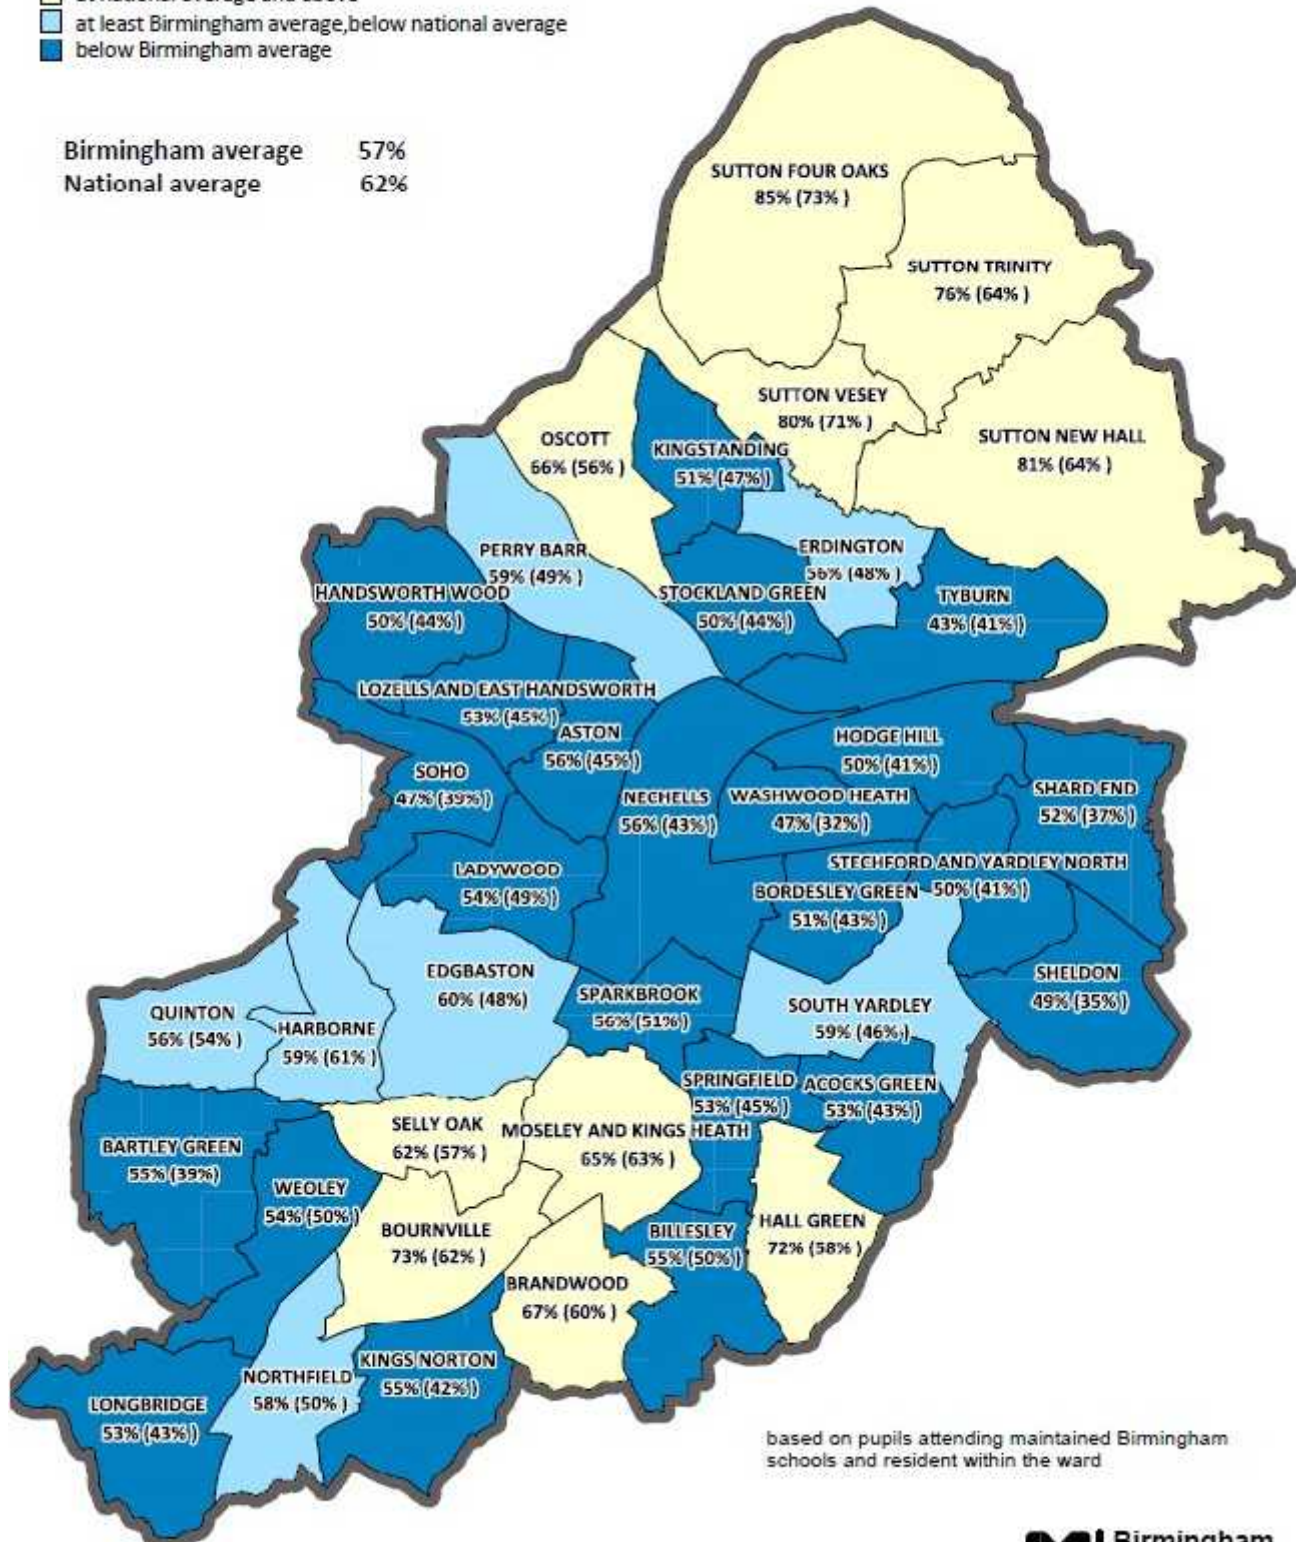 at national average and above
at least Birmingham average,below national average
below Birmingham average
Birmingham average 57%
National average 62%
SUTTON FOUR OAKS
85% (73% )
SUTTON TRINITY
76% (64% )
SUTTON VESEY
80% (71% )
SUTTON NEW HALL
81% (64% )
OSCOTT
66% (56% )
KINGSTANDING
51% (47% )
PERRY BARR
59% (49% )
ERDINGTON
56% (48% )
HANDSWORTH WOOD
50% (44% )
STOCKLAND GREEN
50% (44% )
TYBURN
43% (41% )
LOZELLS AND EAST HANDSWORTH
53% (45% )
ASTON
56% (45% )
HODGE HILL
50% (41% )
SOHO
47% (39% )
NECHELLS
56% (43% )
WASHWOOD HEATH
47% (32% )
SHARD END
52% (37% )
LADYWOOD
54% (49% )
STECHFORD AND YARDLEY NORTH
50% (41% )
BORDESLEY GREEN
51% (43% )
EDGBASTON
60% (48%)
SPARKBROOK
56% (51% )
SOUTH YARDLEY
59% (46% )
SHELDON
49% (35% )
QUINTON
56% (54% )
HARBORNE
59% (61% )
SPRINGFIELD
53% (45% )
ACOCKS GREEN
53% (43% )
SELLY OAK
62% (57% )
MOSELEY AND KINGS HEATH
65% (63% )
BARTLEY GREEN
55% (39%)
WEOLEY
54% (50% )
BOURNVILLE
73% (62% )
BILLESLEY
55% (50% )
HALL GREEN
72% (58% )
BRANDWOOD
67% (60% )
KINGS NORTON
55% (42% )
NORTHFIELD
58% (50% )
LONGBRIDGE
53% (43% )
based on pupils attending maintained Birmingham
schools and resident within the ward
Birmingham